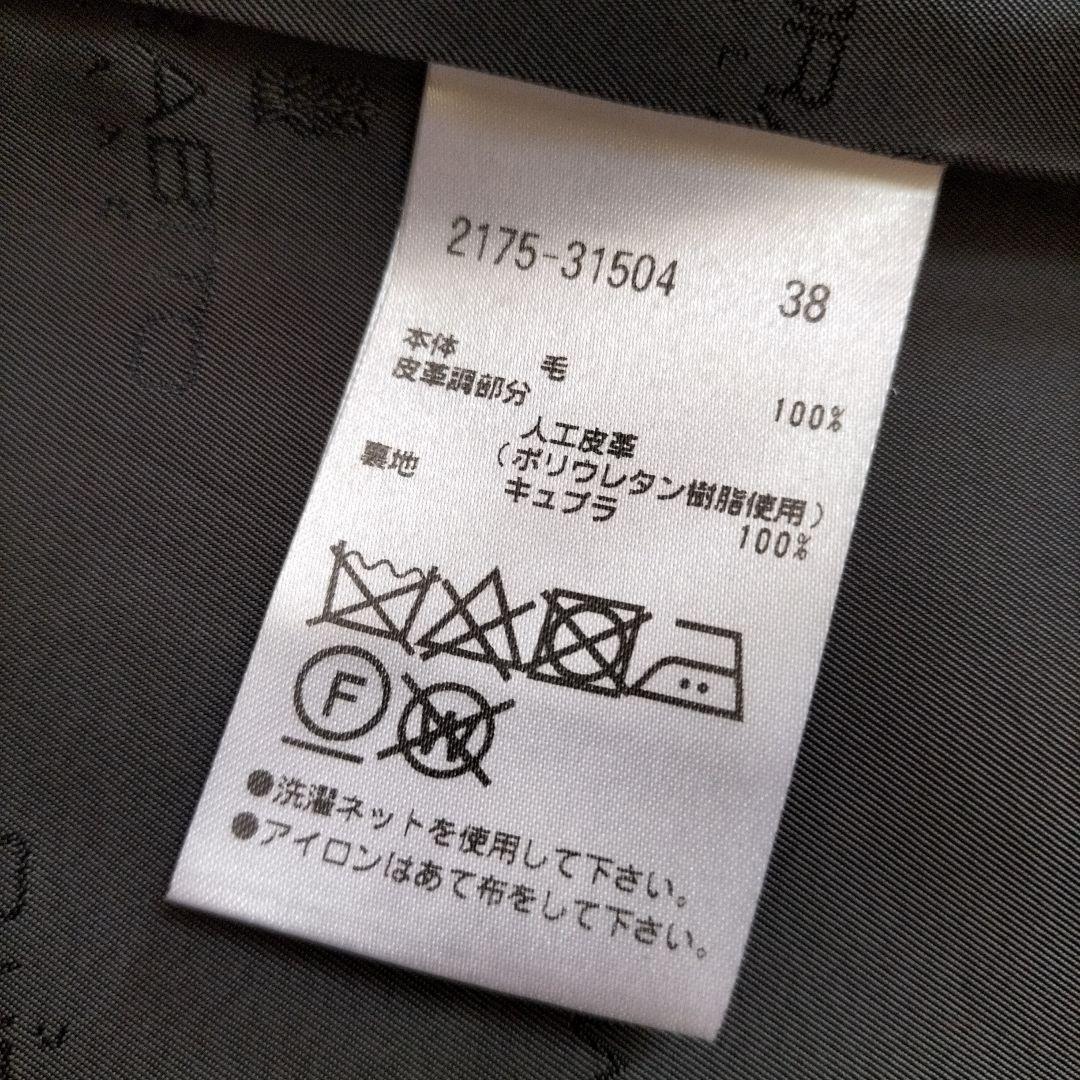 2175-31504 38
本体 毛 100%
皮革調部分
人工皮革
(ポリウレタン樹脂使用)
裏地 キュプラ 100%
F
W
●洗濯ネットを使用して下さい。
●アイロンはあて布をして下さい。